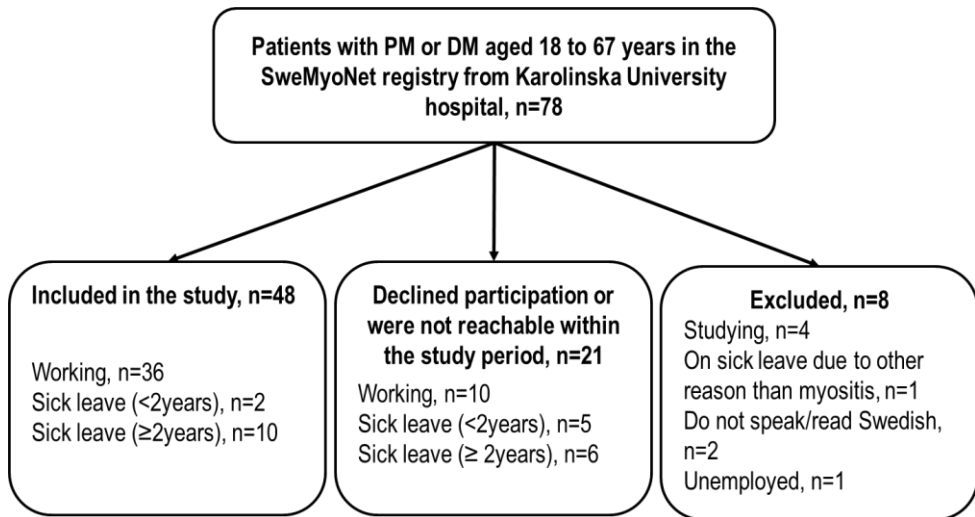 Patients with PM or DM aged 18 to 67 years in the
SweMyoNet registry from Karolinska University
hospital, n=78
Included in the study, n=48
Working, n=36
Sick leave (<2years), n=2
Sick leave (≥2years), n=10
Declined participation or
were not reachable within
the study period, n=21
Working, n=10
Sick leave (<2years), n=5
Sick leave (≥ 2years), n=6
Excluded, n=8
Studying, n=4
On sick leave due to other
reason than myositis, n=1
Do not speak/read Swedish,
n=2
Unemployed, n=1